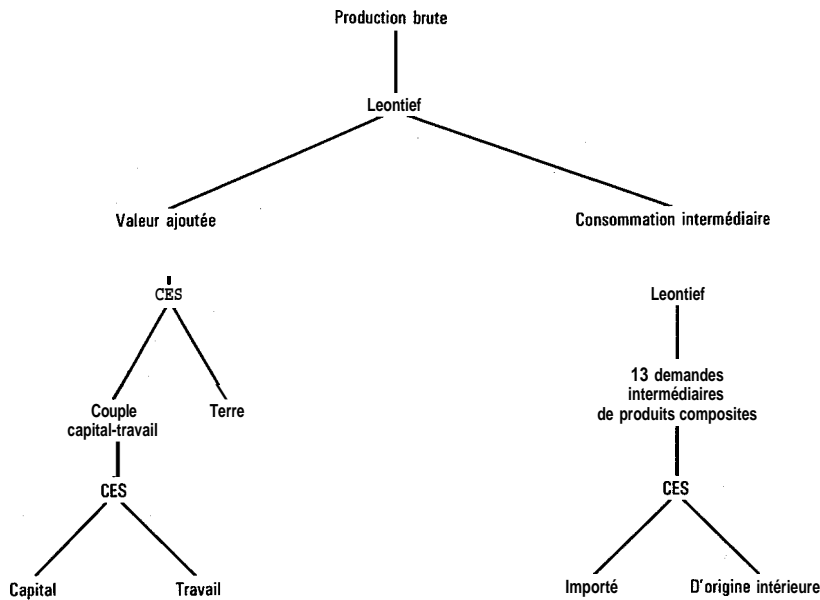 Production brute
Leontief
Valeur ajoutée
Consommation intermédiaire
CES
Leontief
13 demandes
intermédiaires
de produits composites
Couple
capital-travail
Terre
CES
CES
Capital
Travail
Importé
D'origine intérieure